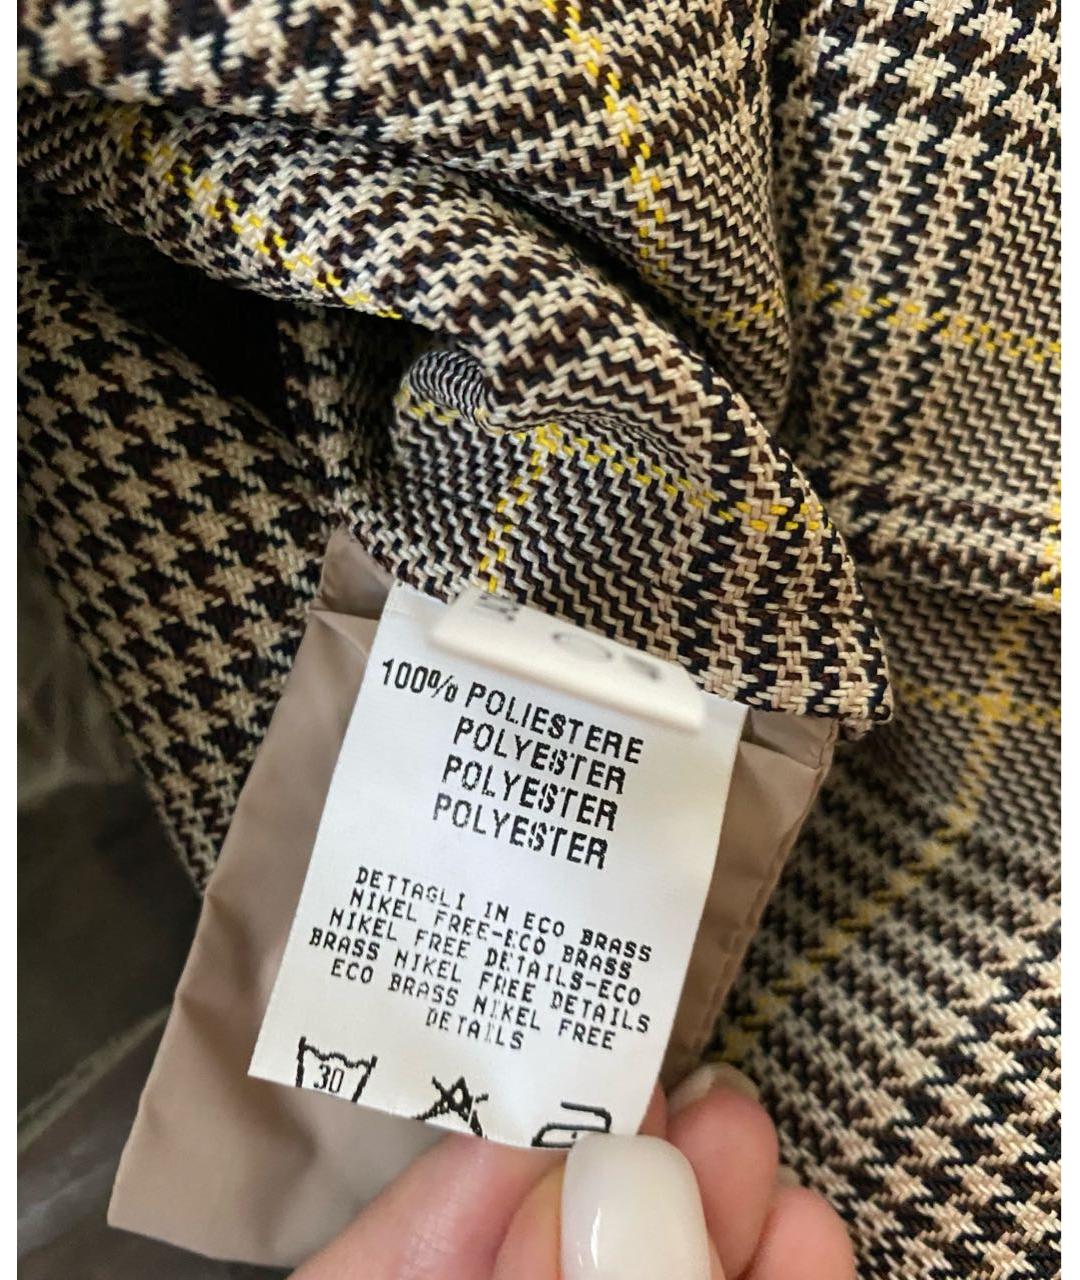 100% POLIESTERE
POLYESTER
POLYESTER
POLYESTER
DETTAGLI IN ECO BRASS
NIKEL FREE-ECO BRASS
NIKEL FREE DETAILS-ECO
BRASS NIKEL FREE DETAILS
ECO BRASS NIKEL FREE
DETAILS
30